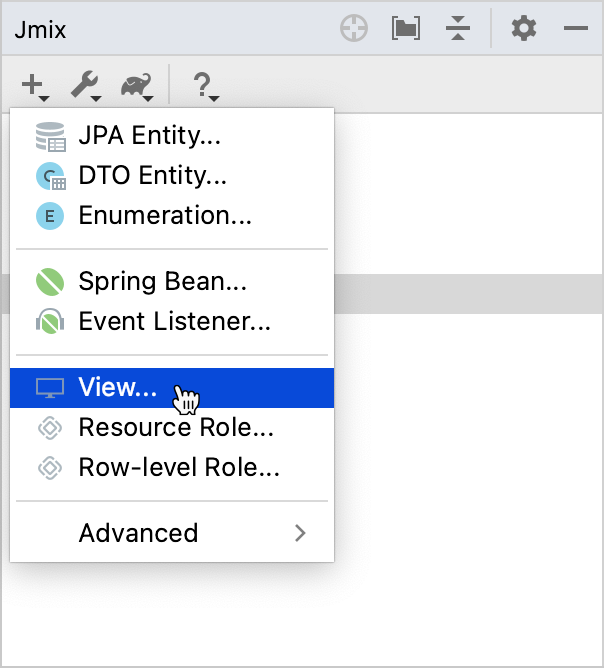 Jmix
?
JPA Entity...
C
DTO Entity...
E
Enumeration...
Spring Bean...
Event Listener...
View...
Resource Role...
Row-level Role...
Advanced